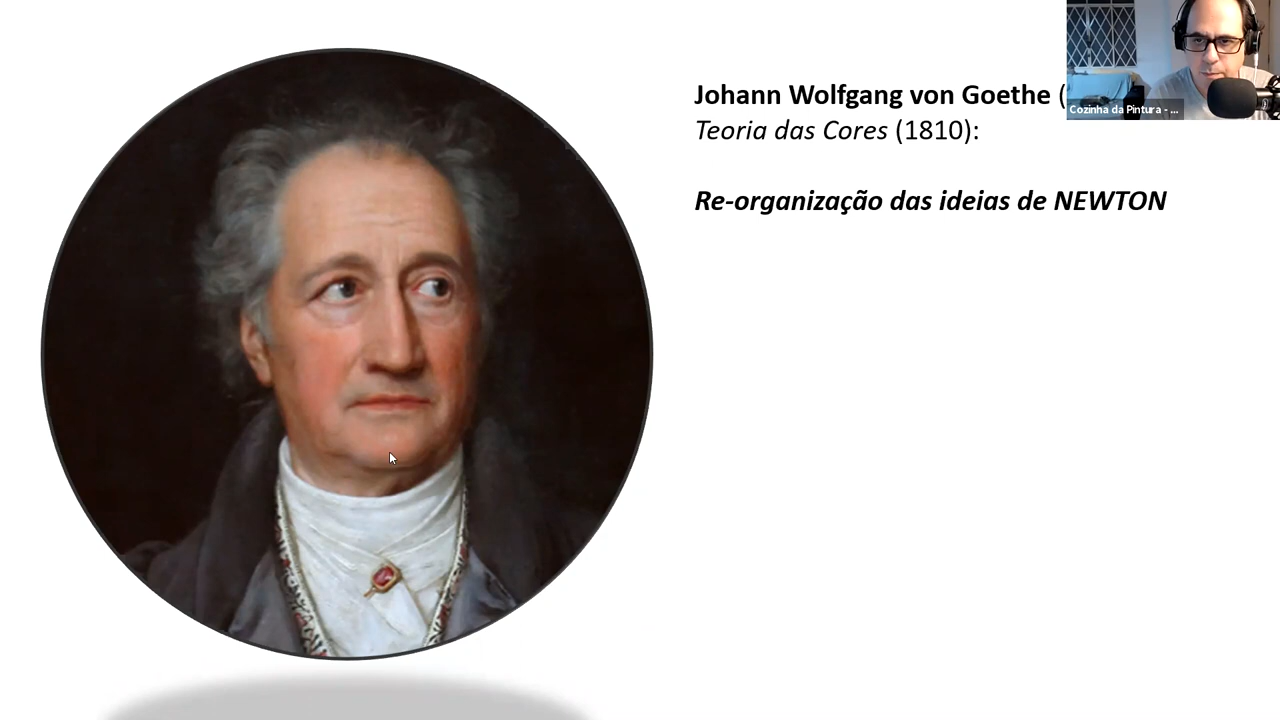 Johann Wolfgang von Goethe (
Teoria das Cores (1810):
Re-organização das ideias de NEWTON
Cozinha da Pintura - ...